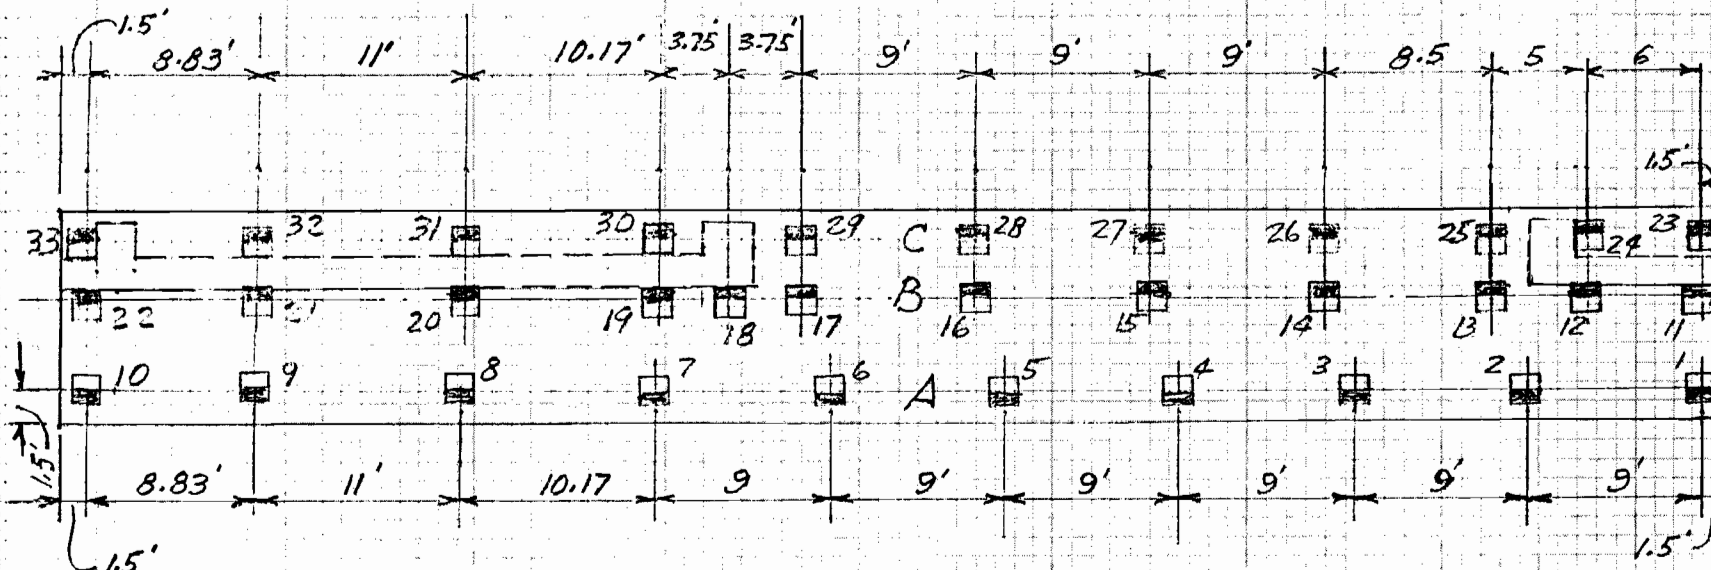 1.5'
8.83' 11' 10.17' 3.75' 3.75' 9' 9' 9' 8.5 5 6
1.5'
33 32 31 30 29 C 28 27 26 25 24 23
22 21 20 19 18 17 B 16 15 14 13 12 11
10 9 8 7 6 A 5 4 3 2 1
1.5'
8.83' 11' 10.17 9 9' 9' 9' 9' 9'
1.5' 1.5'